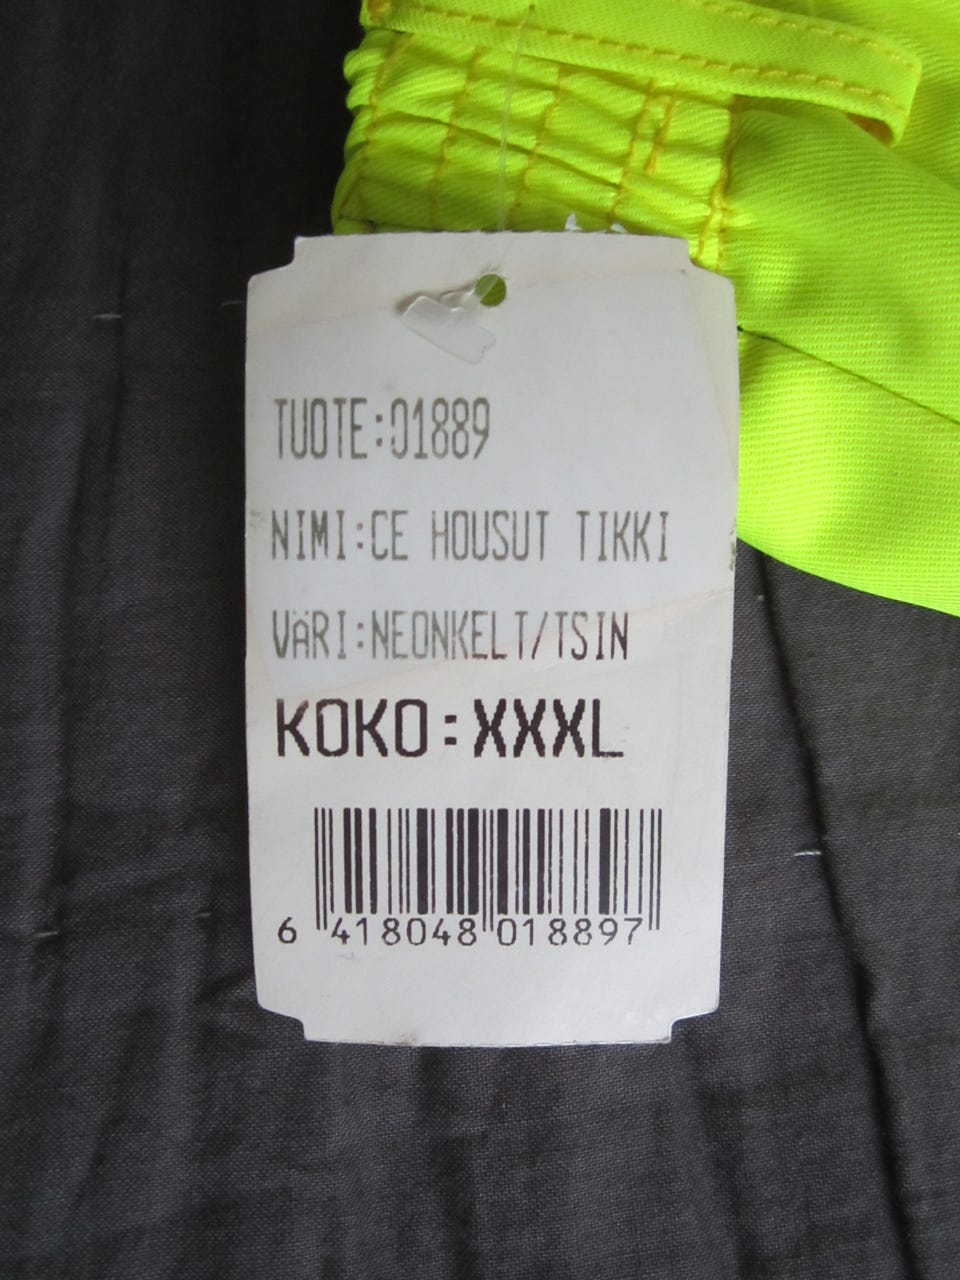 TUOTE:01889
NIMI:CE HOUSUT TIKKI
VÄRI:NEONKELT/TSIN
KOKO:XXXL
6 418048 018897